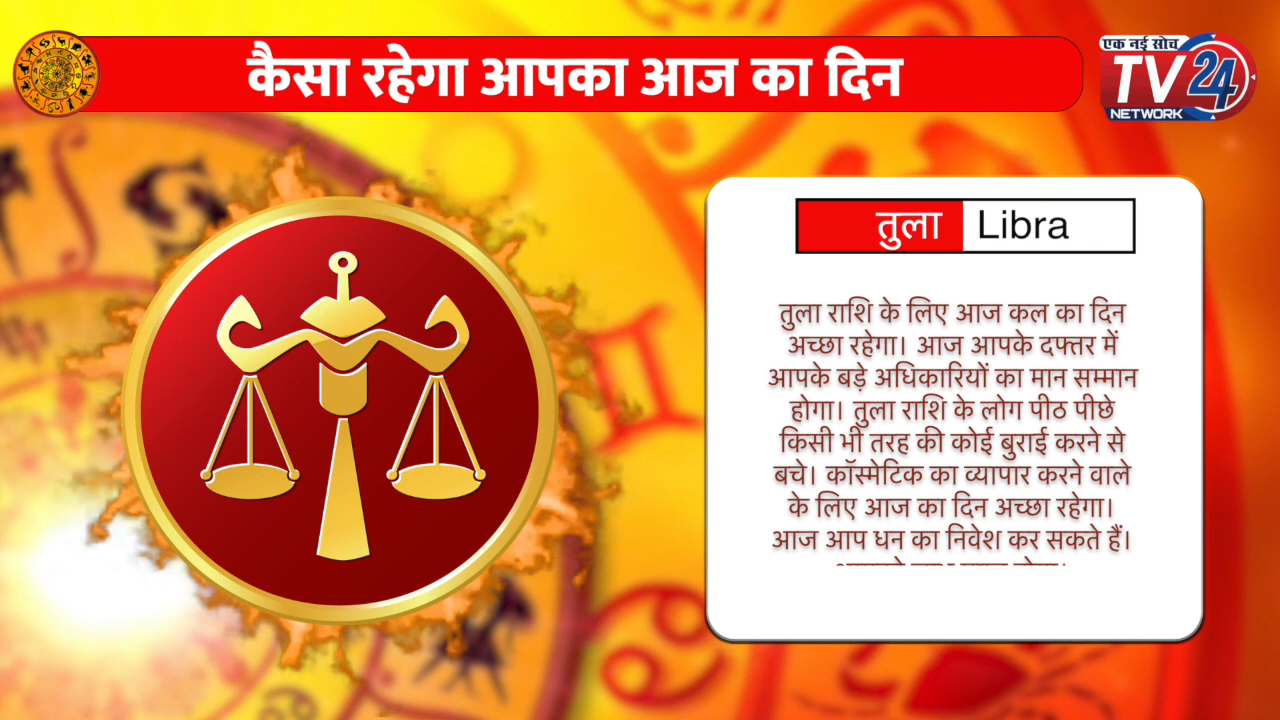 कैसा रहेगा आपका आज का दिन
एक नई सोच
TV24
NETWORK
तुला Libra
तुला राशि के लिए आज कल का दिन
अच्छा रहेगा। आज आपके दफ्तर में
आपके बड़े अधिकारियों का मान सम्मान
होगा। तुला राशि के लोग पीठ पीछे
किसी भी तरह की कोई बुराई करने से
बचे। कॉस्मेटिक का व्यापार करने वाले
के लिए आज का दिन अच्छा रहेगा।
आज आप धन का निवेश कर सकते हैं।